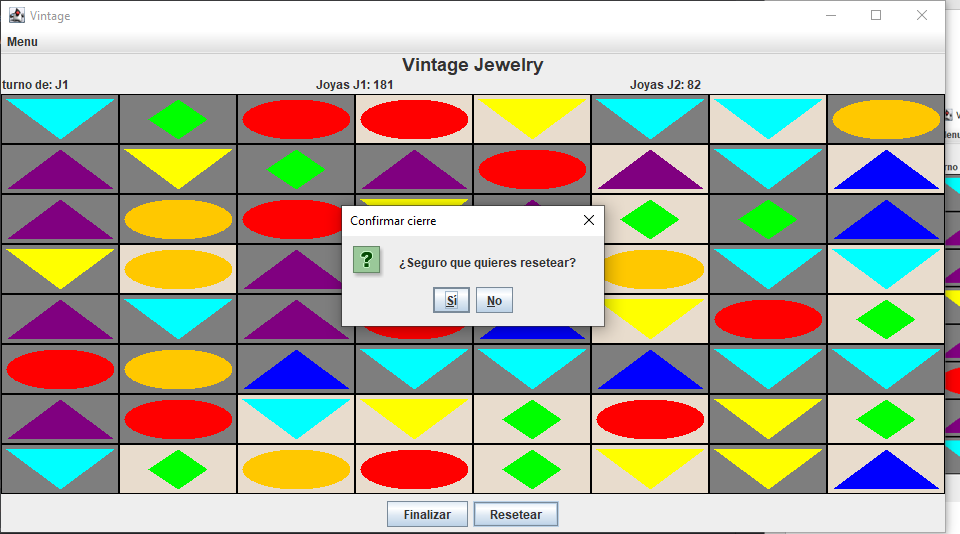 Vintage
Menu
Vintage Jewelry
turno de: J1 Joyas J1: 181 Joyas J2: 82
Confirmar cierre
?
¿Seguro que quieres resetear?
Sí No
Finalizar Resetear